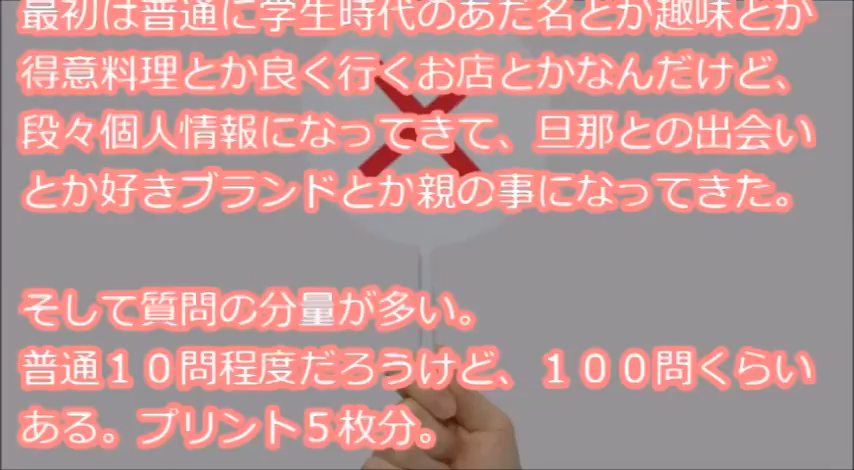 最初は普通に学生時代のあだ名とか趣味とか
得意料理とか良く行くお店とかなんだけど、
段々個人情報になってきて、旦那との出会い
とか好きブランドとか親の事になってきた。
そして質問の分量が多い。
普通１０問程度だろうけど、１００問くらい
ある。プリント５枚分。